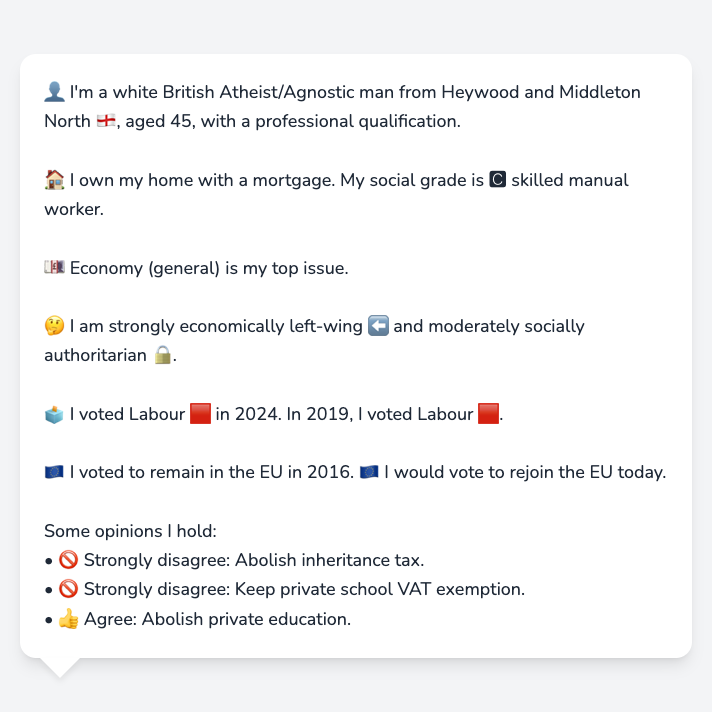 👤 I'm a white British Atheist/Agnostic man from Heywood and Middleton
North 🏴󠁧󠁢󠁥󠁮󠁧󠁿, aged 45, with a professional qualification.
🏠 I own my home with a mortgage. My social grade is C skilled manual
worker.
💷 Economy (general) is my top issue.
🤔 I am strongly economically left-wing ⬅️ and moderately socially
authoritarian 🔒.
🗳️ I voted Labour 🟥 in 2024. In 2019, I voted Labour 🟥.
🇪🇺 I voted to remain in the EU in 2016. 🇪🇺 I would vote to rejoin the EU today.
Some opinions I hold:
• 🚫 Strongly disagree: Abolish inheritance tax.
• 🚫 Strongly disagree: Keep private school VAT exemption.
• 👍 Agree: Abolish private education.